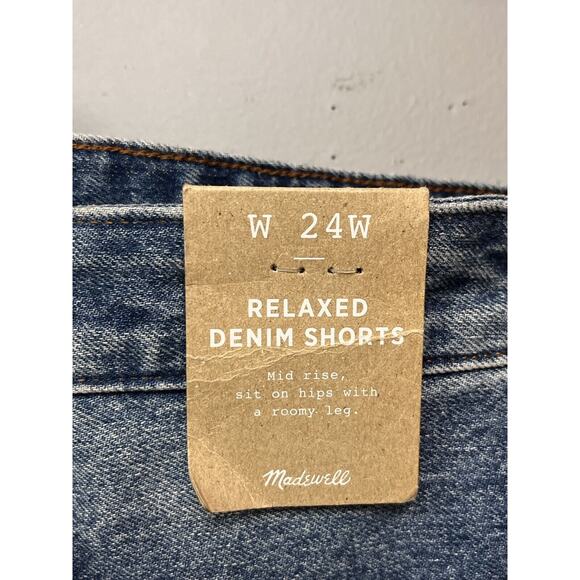 W 24W
RELAXED
DENIM SHORTS
Mid rise,
sit on hips with
a roomy leg.
Madewell